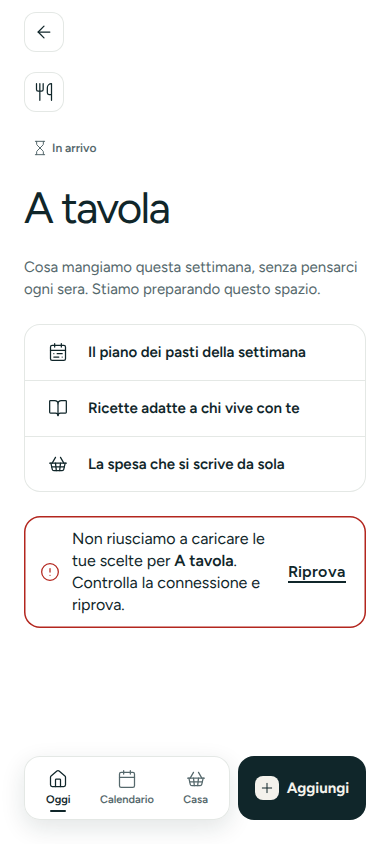 In arrivo
A tavola
Cosa mangiamo questa settimana, senza pensarci
ogni sera. Stiamo preparando questo spazio.
Il piano dei pasti della settimana
Ricette adatte a chi vive con te
La spesa che si scrive da sola
Non riusciamo a caricare le
tue scelte per A tavola.
Controlla la connessione e
riprova.
Riprova
Oggi
Calendario
Casa
Aggiungi